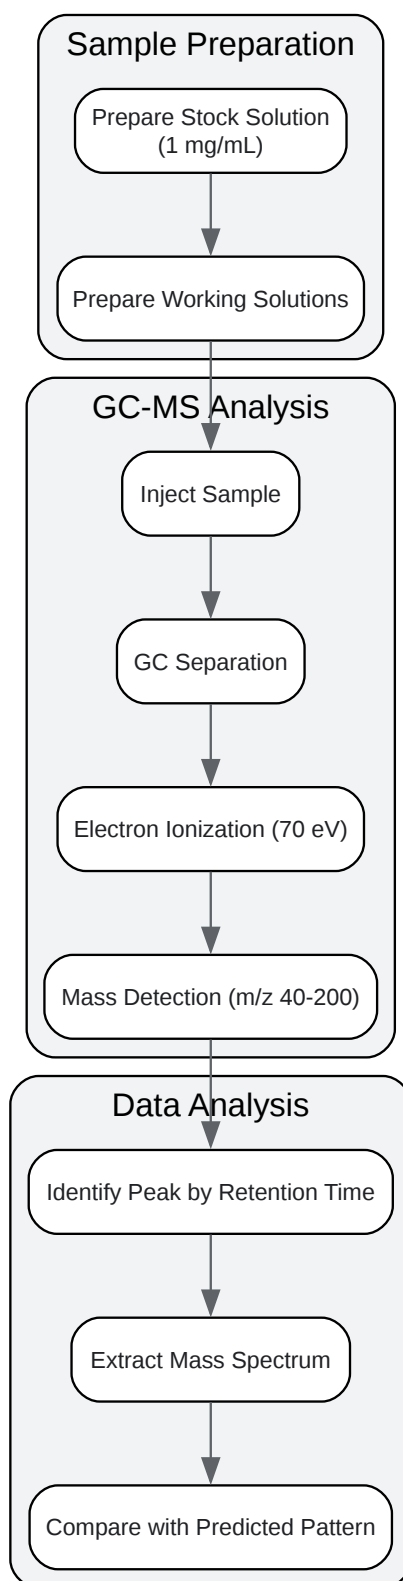 Sample Preparation
Prepare Stock Solution
(1 mg/mL)
Prepare Working Solutions
GC-MS Analysis
Inject Sample
GC Separation
Electron Ionization (70 eV)
Mass Detection (m/z 40-200)
Data Analysis
Identify Peak by Retention Time
Extract Mass Spectrum
Compare with Predicted Pattern